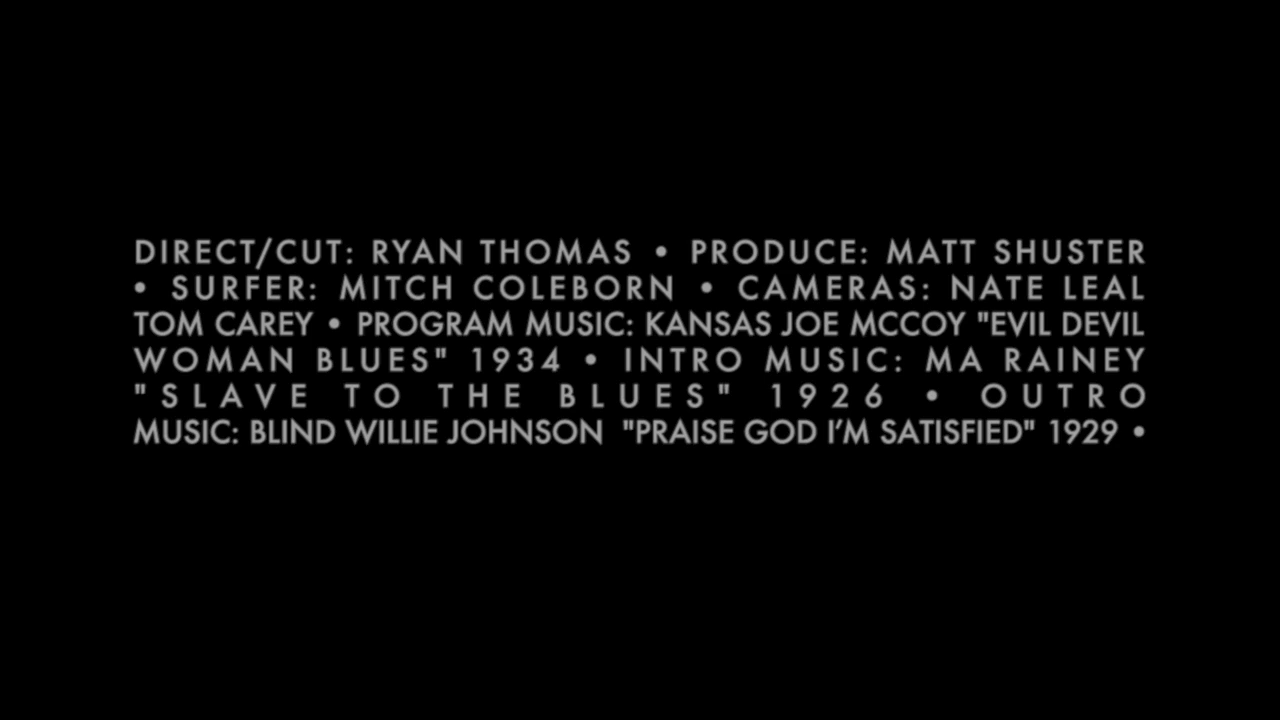 DIRECT/CUT: RYAN THOMAS • PRODUCE: MATT SHUSTER
• SURFER: MITCH COLEBORN • CAMERAS: NATE LEAL
TOM CAREY • PROGRAM MUSIC: KANSAS JOE MCCOY "EVIL DEVIL
WOMAN BLUES" 1934 • INTRO MUSIC: MA RAINEY
"SLAVE TO THE BLUES" 1926 • OUTRO
MUSIC: BLIND WILLIE JOHNSON "PRAISE GOD I’M SATISFIED" 1929 •